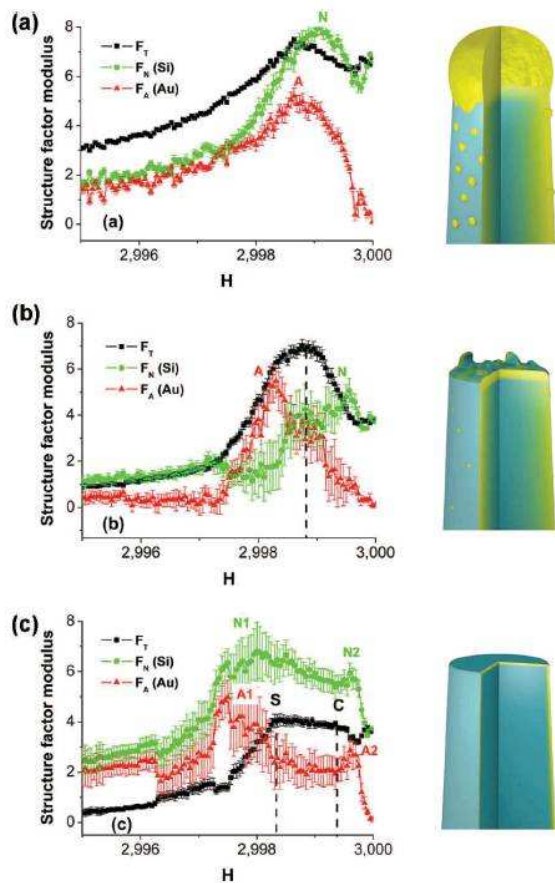 (a)
N
8
F_T
F_N (Si)
F_A (Au)
6
A
4
2
0
(a)
2,996
2,998
3,000
H
Structure factor modulus
(b)
8
F_T
F_N (Si)
F_A (Au)
6
A
N
4
2
0
(b)
2,996
2,998
3,000
H
Structure factor modulus
(c)
8
F_T
F_N (Si)
F_A (Au)
N1
N2
6
A1
S
C
4
2
A2
0
(c)
2,996
2,998
3,000
H
Structure factor modulus